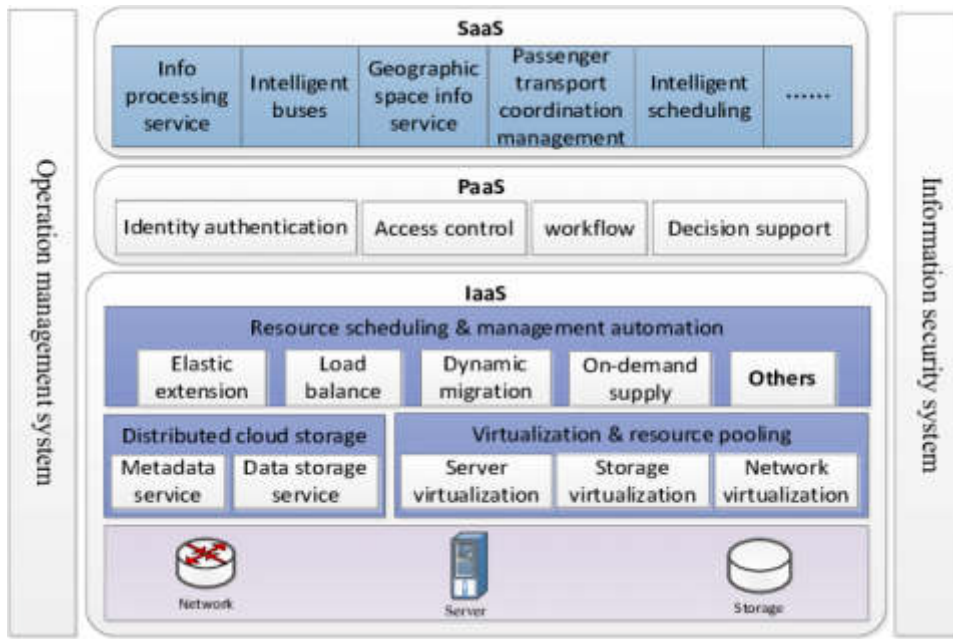 SaaS
Info
processing
service
Intelligent
buses
Geographic
space info
service
Passenger
transport
coordination
management
Intelligent
scheduling
......
PaaS
Identity authentication
Access control
workflow
Decision support
IaaS
Resource scheduling & management automation
Elastic
extension
Load
balance
Dynamic
migration
On-demand
supply
Others
Distributed cloud storage
Metadata
service
Data storage
service
Virtualization & resource pooling
Server
virtualization
Storage
virtualization
Network
virtualization
Network
Server
Storage
Operation management system
Information security system